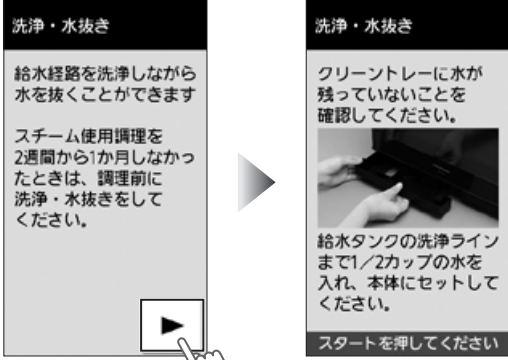 洗浄・水抜き
給水経路を洗浄しながら
水を抜くことができます
スチーム使用調理を
2週間から1か月しなかっ
たときは、調理前に
洗浄・水抜きをして
ください。
洗浄・水抜き
クリーントレーに水が
残っていないことを
確認してください。
給水タンクの洗浄ライン
まで1/2カップの水を
入れ、本体にセットして
ください。
スタートを押してください